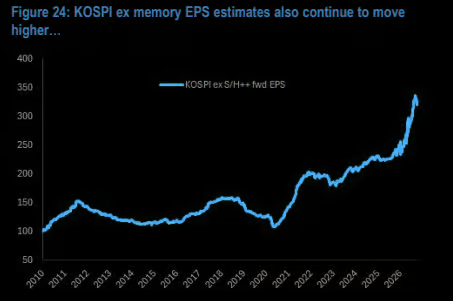 Figure 24: KOSPI ex memory EPS estimates also continue to move
higher…
400
KOSPI ex S/H++ fwd EPS
350
300
250
200
150
100
50
2010 2011 2012 2013 2014 2015 2016 2017 2018 2019 2020 2021 2022 2023 2024 2025 2026